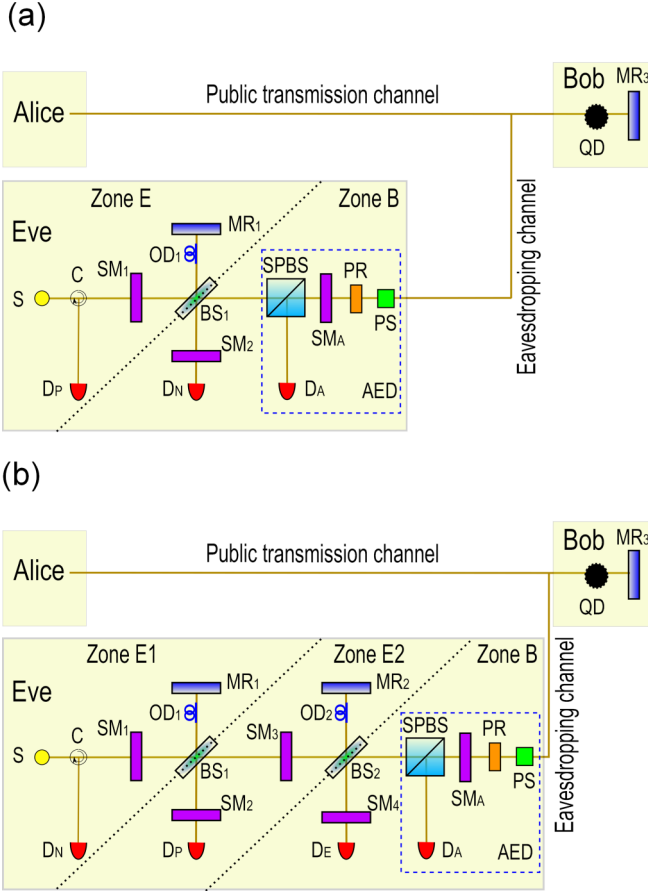 (a)
Public transmission channel
Alice
Bob
MR3
QD
Zone E
Zone B
Eve
MR1
OD1
C
SM1
SPBS
PR
S
BS1
SMA
PS
SM2
DP
DN
DA
AED
Eavesdropping channel
(b)
Public transmission channel
Alice
Bob
MR3
QD
Zone E1
Zone E2
Zone B
Eve
MR1
MR2
OD1
OD2
C
SM1
SM3
SPBS
PR
S
BS1
BS2
SMA
PS
SM2
SM4
DN
DP
DE
DA
AED
Eavesdropping channel